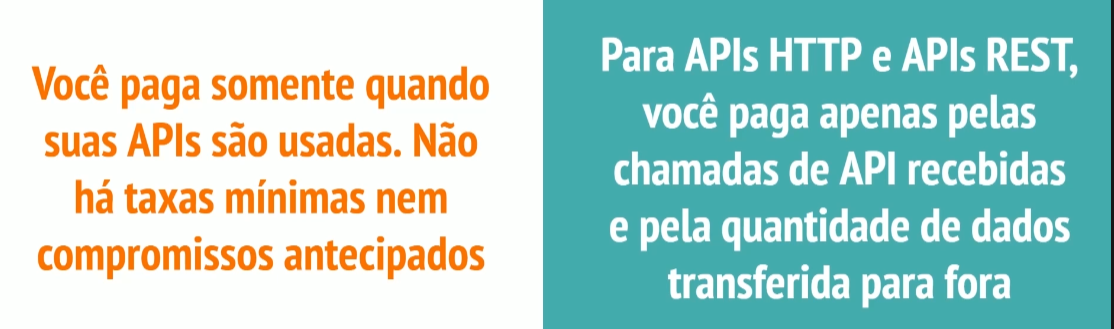 Você paga somente quando
suas APIs são usadas. Não
há taxas mínimas nem
compromissos antecipados
Para APIs HTTP e APIs REST,
você paga apenas pelas
chamadas de API recebidas
e pela quantidade de dados
transferida para fora